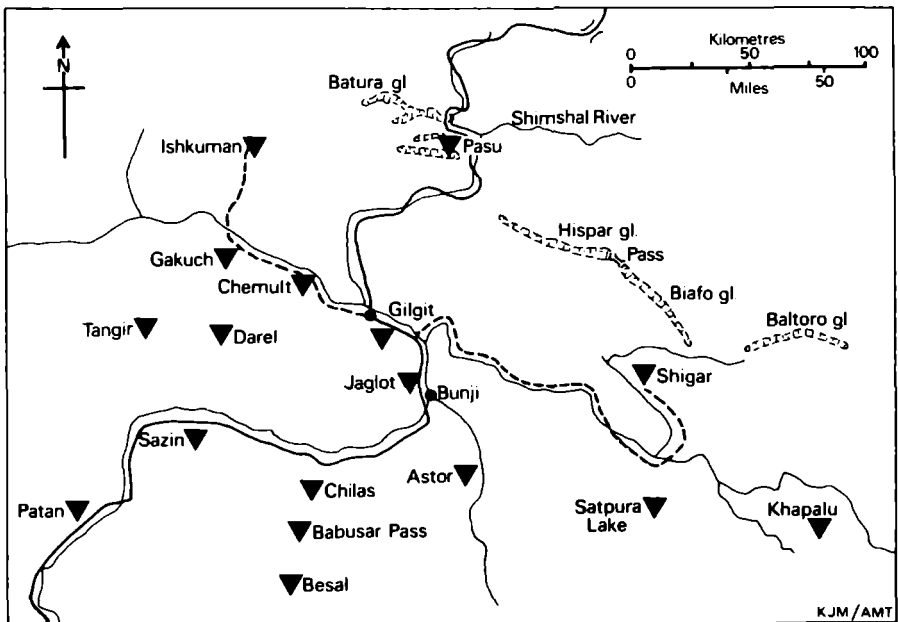 N
Kilometres
0 50 100
0 50
Miles
Batura gl
Shimshal River
Ishkuman
Pasu
Hispar gl.
Pass
Gakuch
Biafo gl
Chemult
Gilgit
Baltoro gl
Tangir
Darel
Jaglot
Shigar
Bunji
Sazin
Astor
Chilas
Patan
Satpura
Lake
Khapalu
Babusar Pass
Besal
KJM/AMT